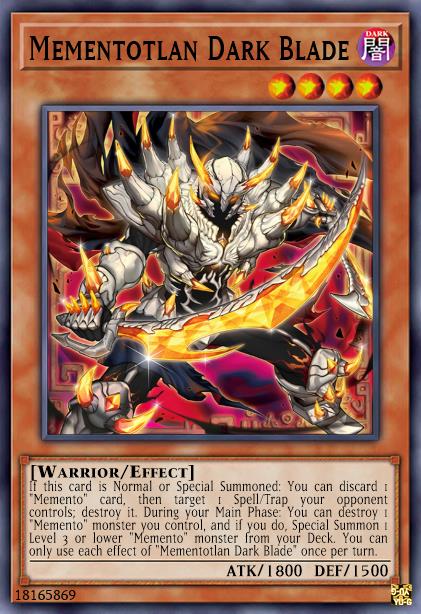 Mementotlan Dark Blade
DARK
闇
[Warrior/Effect]
If this card is Normal or Special Summoned: You can discard 1
"Memento" card, then target 1 Spell/Trap your opponent
controls; destroy it. During your Main Phase: You can destroy 1
"Memento" monster you control, and if you do, Special Summon 1
Level 3 or lower "Memento" monster from your Deck. You can
only use each effect of "Mementotlan Dark Blade" once per turn.
ATK/1800 DEF/1500
18165869